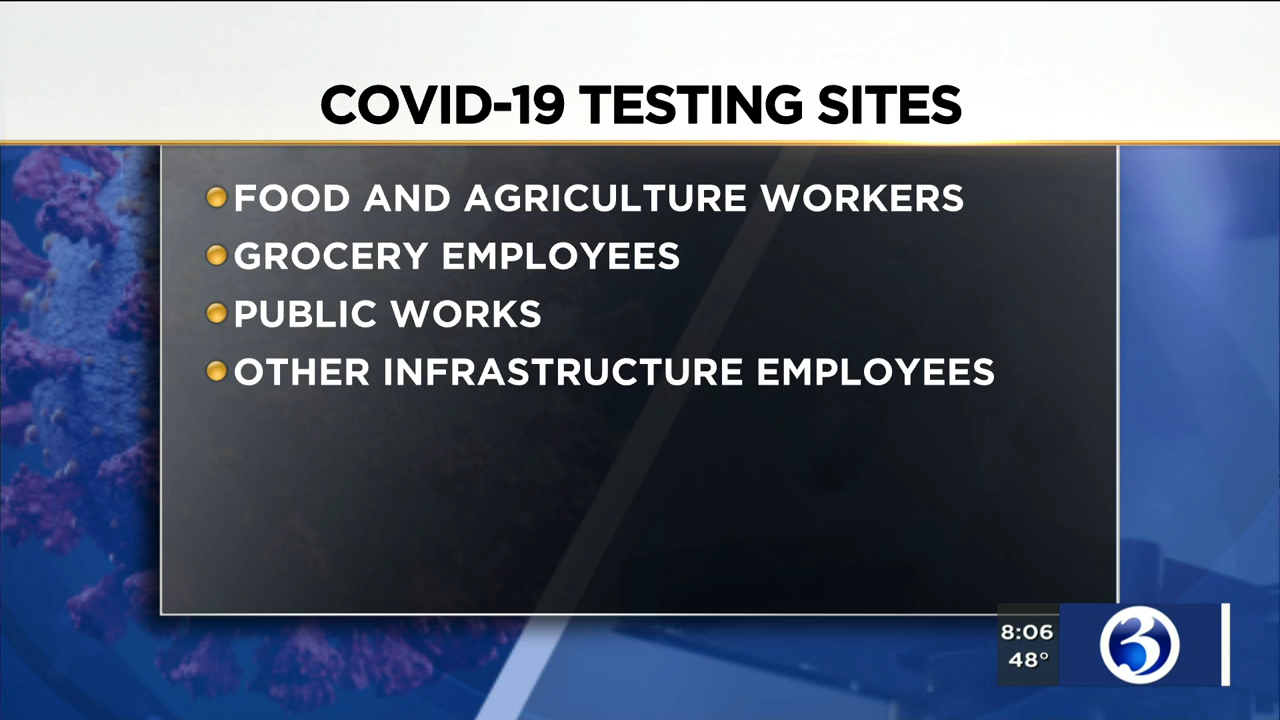 COVID-19 TESTING SITES
FOOD AND AGRICULTURE WORKERS
GROCERY EMPLOYEES
PUBLIC WORKS
OTHER INFRASTRUCTURE EMPLOYEES
8:06
48°
3